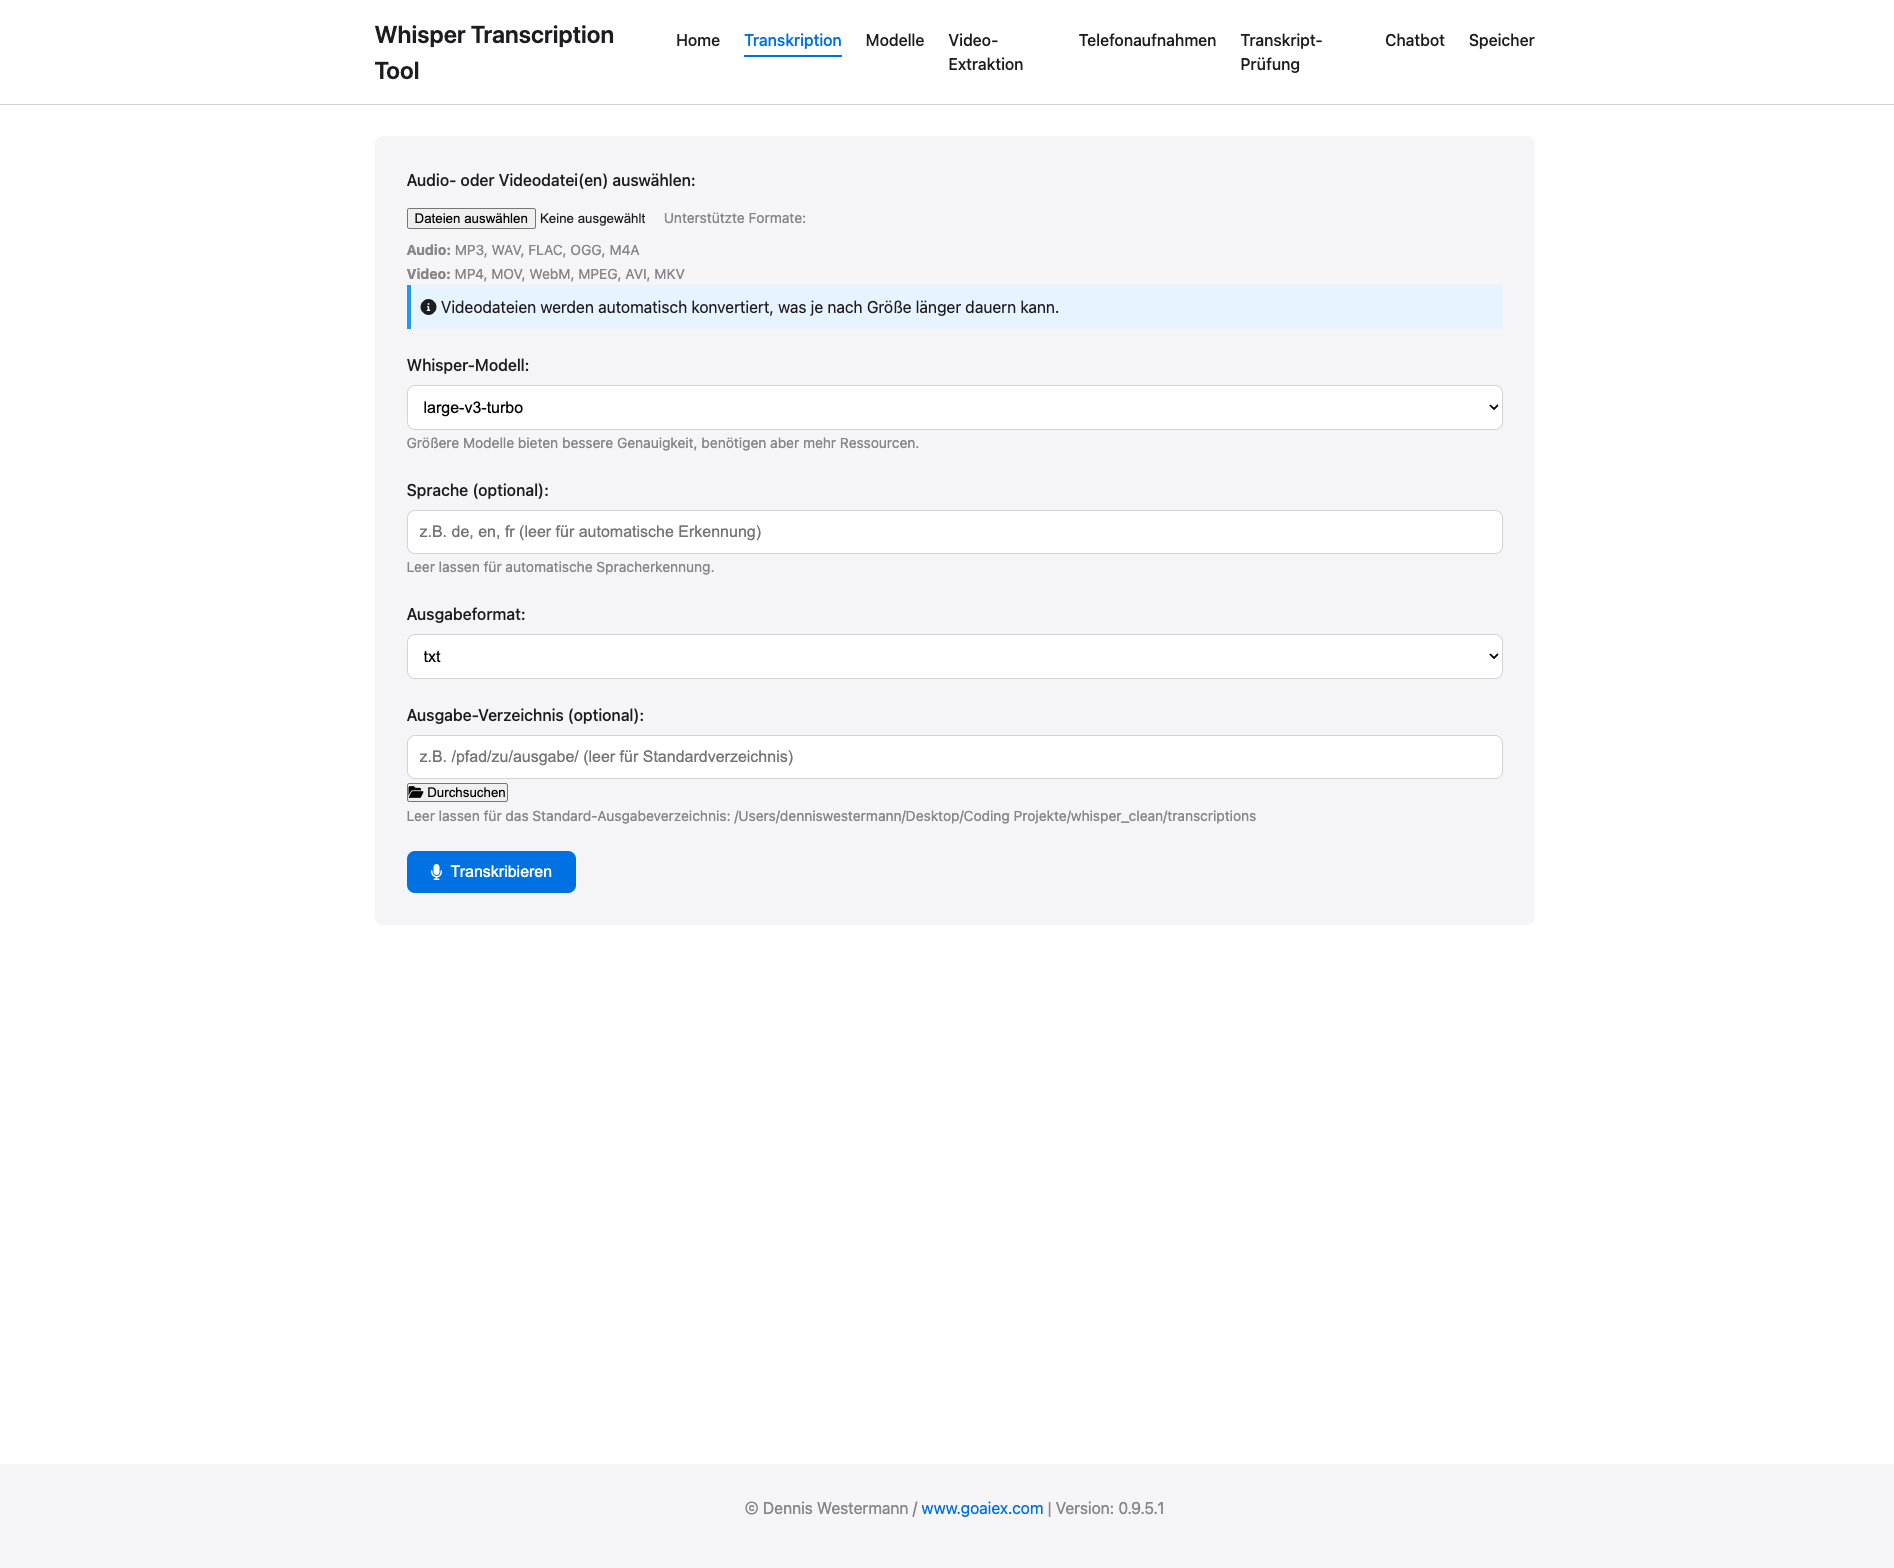 Whisper Transcription
Tool
Home
Transkription
Modelle
Video-
Extraktion
Telefonaufnahmen
Transkript-
Prüfung
Chatbot
Speicher
Audio- oder Videodatei(en) auswählen:
Dateien auswählen Keine ausgewählt Unterstützte Formate:
Audio: MP3, WAV, FLAC, OGG, M4A
Video: MP4, MOV, WebM, MPEG, AVI, MKV
Videodateien werden automatisch konvertiert, was je nach Größe länger dauern kann.
Whisper-Modell:
large-v3-turbo
Größere Modelle bieten bessere Genauigkeit, benötigen aber mehr Ressourcen.
Sprache (optional):
z.B. de, en, fr (leer für automatische Erkennung)
Leer lassen für automatische Spracherkennung.
Ausgabeformat:
txt
Ausgabe-Verzeichnis (optional):
z.B. /pfad/zu/ausgabe/ (leer für Standardverzeichnis)
Durchsuchen
Leer lassen für das Standard-Ausgabeverzeichnis: /Users/denniswestermann/Desktop/Coding Projekte/whisper_clean/transcriptions
Transkribieren
© Dennis Westermann / www.goaiex.com | Version: 0.9.5.1